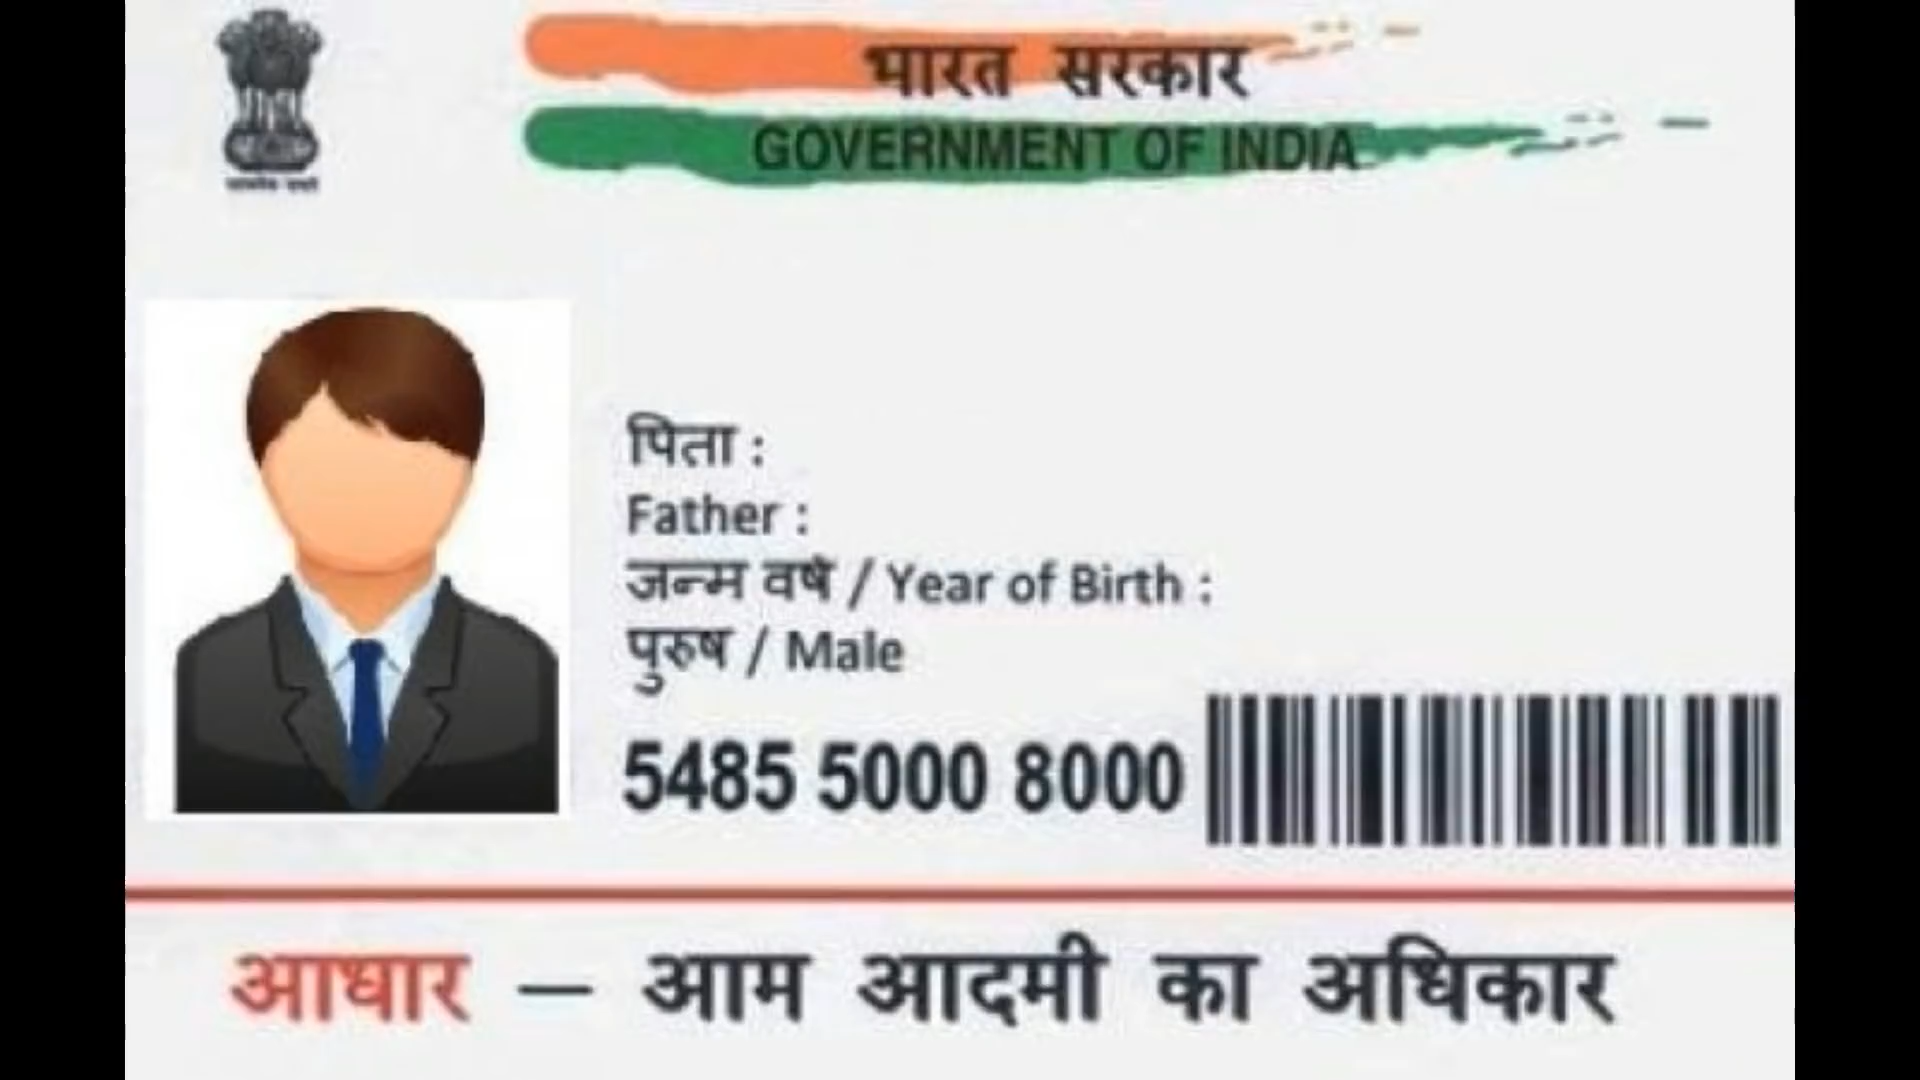 भारत सरकार
GOVERNMENT OF INDIA
पिता :
Father :
जन्म वर्ष / Year of Birth :
पुरुष / Male
5485 5000 8000
आधार — आम आदमी का अधिकार